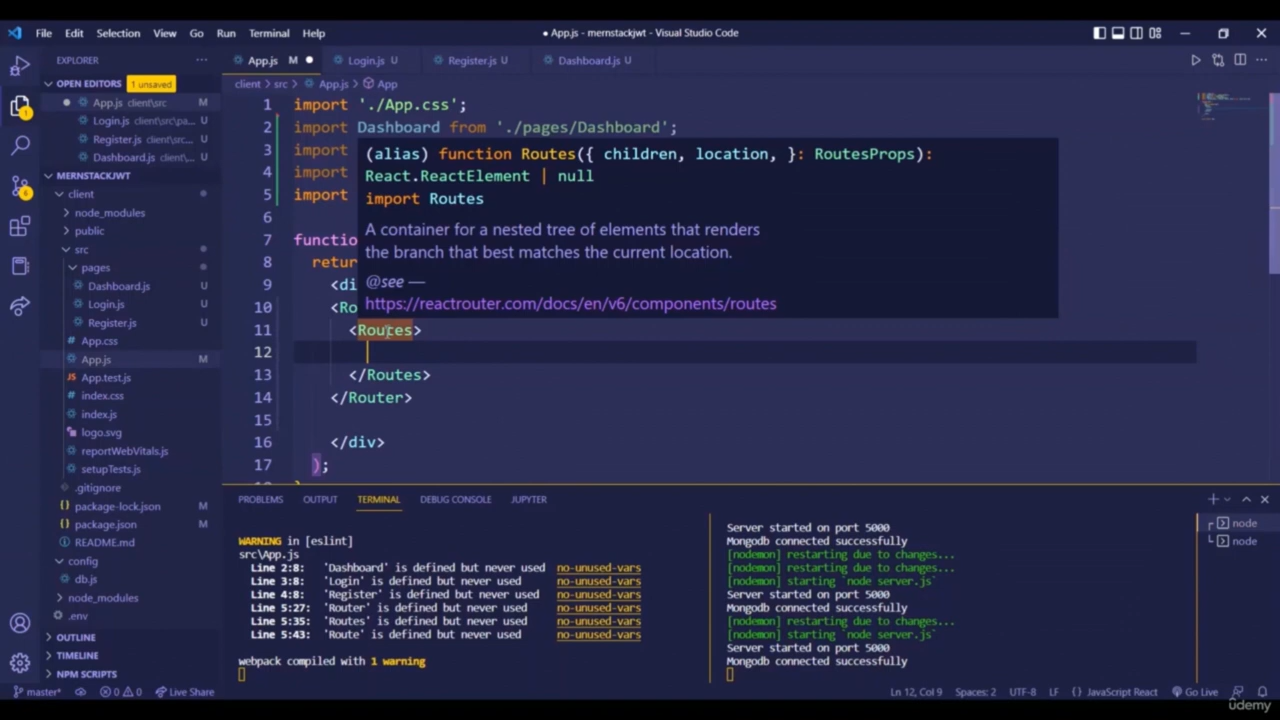 File Edit Selection View Go Run Terminal Help
● App.js - mernstackjwt - Visual Studio Code
EXPLORER
App.js M
Login.js U
Register.js U
Dashboard.js U
OPEN EDITORS 1 unsaved
App.js client\src M
Login.js client\src\pa... U
Register.js client\src... U
Dashboard.js client\... U
MERNSTACKJWT
client
node_modules
public
src
pages
Dashboard.js U
Login.js U
Register.js U
App.css
App.js M
App.test.js
index.css
index.js
logo.svg
reportWebVitals.js
setupTests.js
.gitignore
package-lock.json M
package.json M
README.md
config
db.js
node_modules
.env
OUTLINE
TIMELINE
NPM SCRIPTS
client > src > App.js > App
1 import './App.css';
2 import Dashboard from './pages/Dashboard';
3 import
4 import
5 import
6
7 functio
8 retur
9 <di
10 <Ro
11 <Routes>
12
13 </Routes>
14 </Router>
15
16 </div>
17 );
(alias) function Routes({ children, location, }: RoutesProps):
React.ReactElement | null
import Routes
A container for a nested tree of elements that renders
the branch that best matches the current location.
@see —
https://reactrouter.com/docs/en/v6/components/routes
PROBLEMS OUTPUT TERMINAL DEBUG CONSOLE JUPYTER
WARNING in [eslint]
src\App.js
Line 2:8: 'Dashboard' is defined but never used no-unused-vars
Line 3:8: 'Login' is defined but never used no-unused-vars
Line 4:8: 'Register' is defined but never used no-unused-vars
Line 5:27: 'Router' is defined but never used no-unused-vars
Line 5:35: 'Routes' is defined but never used no-unused-vars
Line 5:43: 'Route' is defined but never used no-unused-vars
webpack compiled with 1 warning
Server started on port 5000
Mongodb connected successfully
[nodemon] restarting due to changes...
[nodemon] restarting due to changes...
[nodemon] starting `node server.js`
Server started on port 5000
Mongodb connected successfully
[nodemon] restarting due to changes...
[nodemon] starting `node server.js`
Server started on port 5000
Mongodb connected successfully
node
node
master* 0 0 Live Share
Ln 12, Col 9 Spaces: 2 UTF-8 LF {} JavaScript React Go Live
udemy